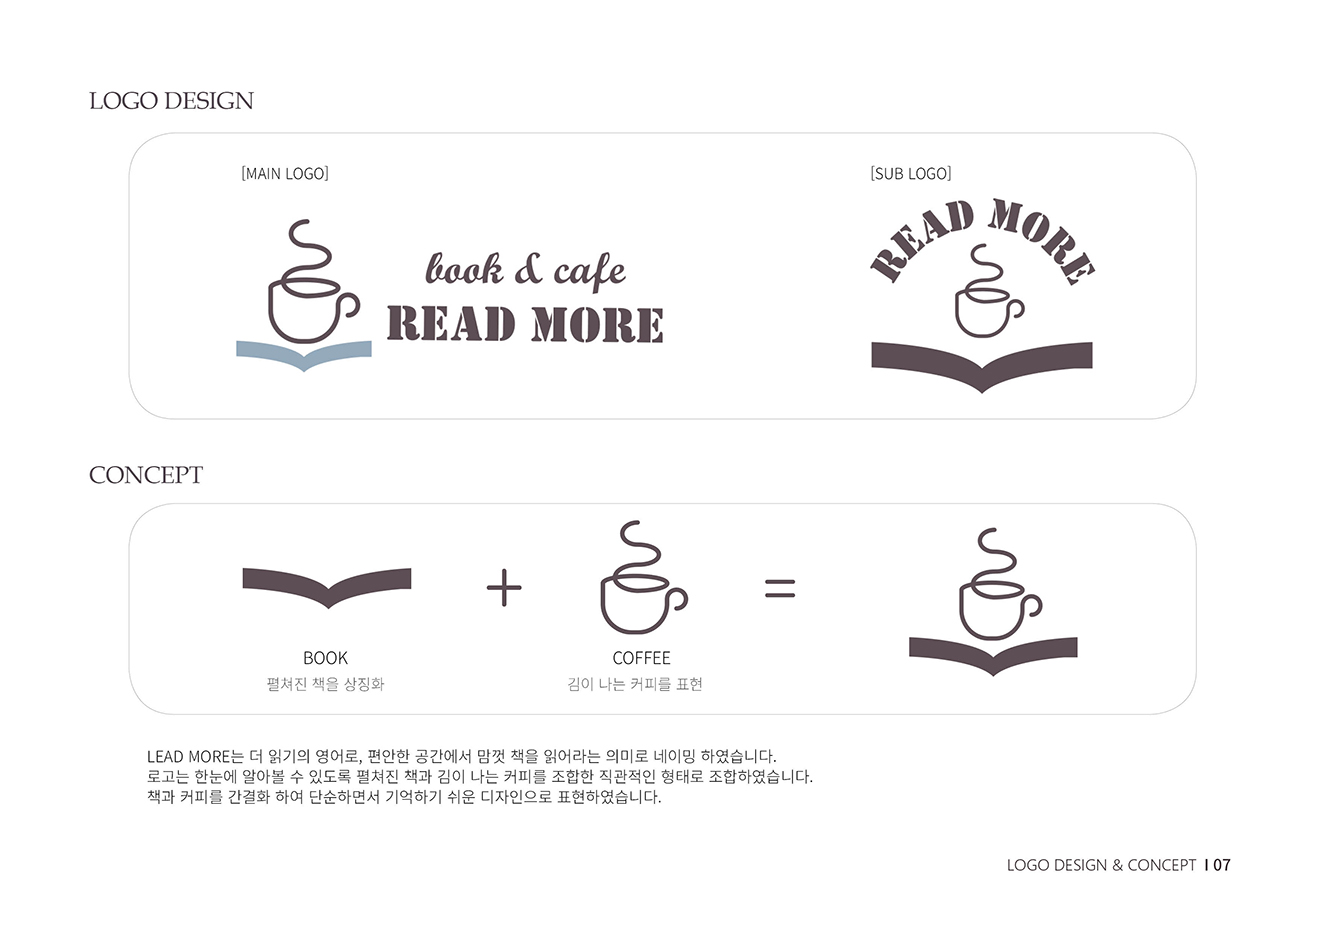 LOGO DESIGN
[MAIN LOGO]
book & cafe
READ MORE
[SUB LOGO]
READ MORE
CONCEPT
BOOK
펼쳐진 책을 상징화
+
COFFEE
김이 나는 커피를 표현
=
LEAD MORE는 더 읽기의 영어로, 편안한 공간에서 맘껏 책을 읽어라는 의미로 네이밍 하였습니다.
로고는 한눈에 알아볼 수 있도록 펼쳐진 책과 김이 나는 커피를 조합한 직관적인 형태로 조합하였습니다.
책과 커피를 간결화 하여 단순하면서 기억하기 쉬운 디자인으로 표현하였습니다.
LOGO DESIGN & CONCEPT I 07